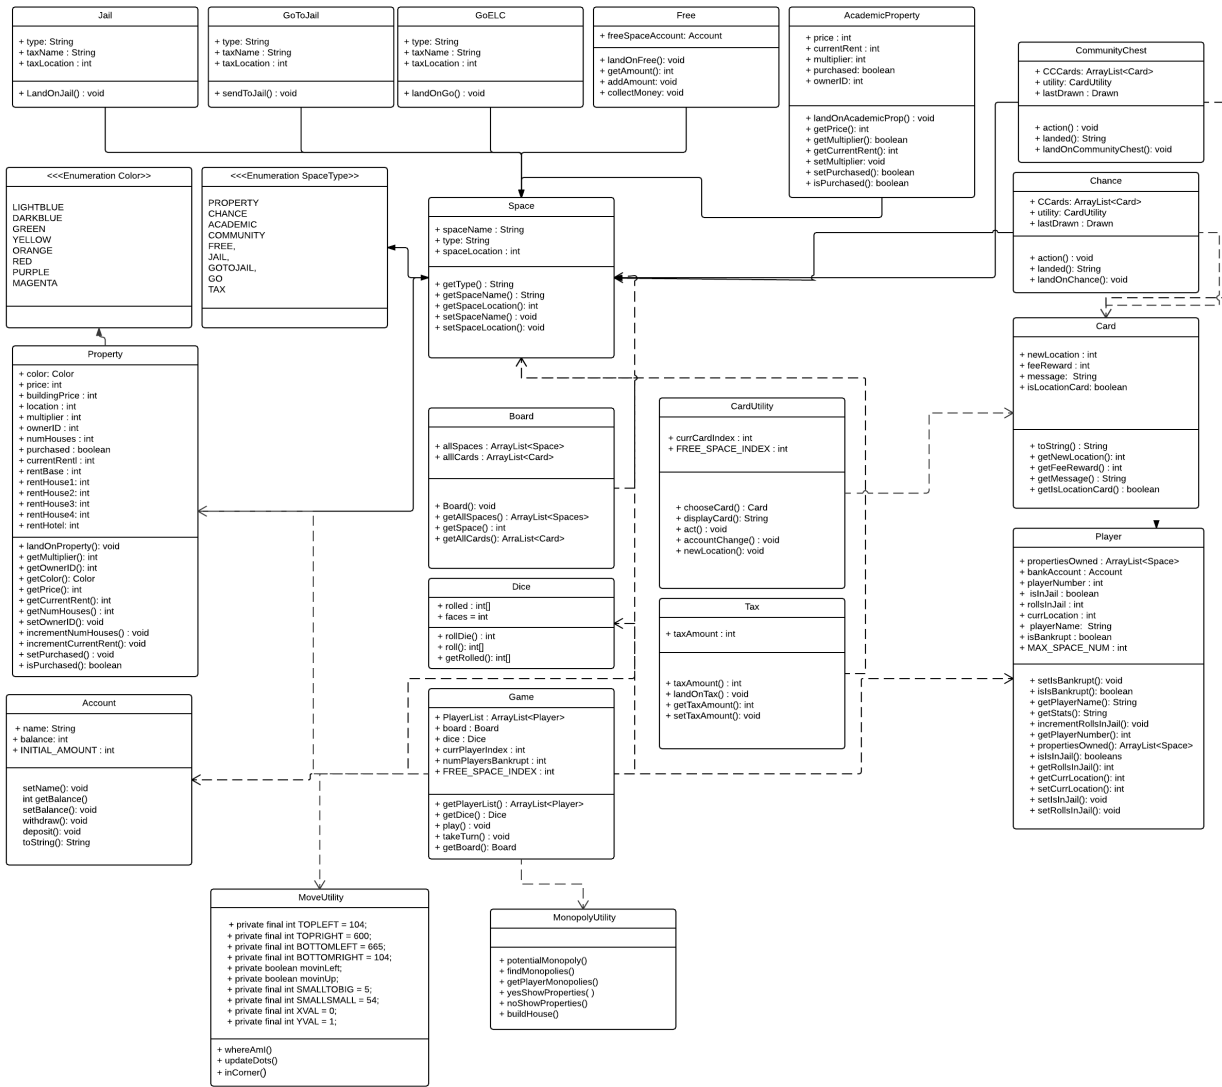 Jail
+ type: String
+ taxName : String
+ taxLocation : int
+ LandOnJail() : void
GoToJail
+ type: String
+ taxName : String
+ taxLocation : int
+ sendToJail() : void
GoELC
+ type: String
+ taxName : String
+ taxLocation : int
+ landOnGo() : void
Free
+ freeSpaceAccount: Account
+ landOnFree(): void
+ getAmount(): int
+ addAmount: void
+ collectMoney: void
AcademicProperty
+ price : int
+ currentRent : int
+ multiplier: int
+ purchased: boolean
+ ownerID: int
+ landOnAcademicProp() : void
+ getPrice(): int
+ getMultiplier(): boolean
+ getCurrentRent(): int
+ setMultiplier: void
+ setPurchased(): boolean
+ isPurchased(): boolean
CommunityChest
+ CCCards: ArrayList<Card>
+ utility: CardUtility
+ lastDrawn : Drawn
+ action() : void
+ landed(): String
+ landOnCommunityChest(): void
Chance
+ CCards: ArrayList<Card>
+ utility: CardUtility
+ lastDrawn : Drawn
+ action() : void
+ landed(): String
+ landOnChance(): void
<<<Enumeration Color>>
LIGHTBLUE
DARKBLUE
GREEN
YELLOW
ORANGE
RED
PURPLE
MAGENTA
<<<Enumeration SpaceType>>
PROPERTY
CHANCE
ACADEMIC
COMMUNITY
FREE,
JAIL,
GOTOJAIL,
GO
TAX
Space
+ spaceName : String
+ type: String
+ spaceLocation : int
+ getType() : String
+ getSpaceName() : String
+ getSpaceLocation(): int
+ setSpaceName() : void
+ setSpaceLocation(): void
Card
+ newLocation : int
+ feeReward : int
+ message: String
+ isLocationCard: boolean
+ toString() : String
+ getNewLocation(): int
+ getFeeReward() : int
+ getMessage() : String
+ getIsLocationCard() : boolean
Property
+ color: Color
+ price: int
+ buildingPrice : int
+ location : int
+ multiplier : int
+ ownerID : int
+ numHouses : int
+ purchased : boolean
+ currentRentl : int
+ rentBase : int
+ rentHouse1: int
+ rentHouse2: int
+ rentHouse3: int
+ rentHouse4: int
+ rentHotel: int
+ landOnProperty(): void
+ getMultiplier(): int
+ getOwnerID(): int
+ getColor(): Color
+ getPrice(): int
+ getCurrentRent(): int
+ getNumHouses() : int
+ setOwnerID(): void
+ incrementNumHouses() : void
+ incrementCurrentRent(): void
+ setPurchased() : void
+ isPurchased(): boolean
Board
+ allSpaces : ArrayList<Space>
+ alllCards : ArrayList<Card>
+ Board(): void
+ getAllSpaces() : ArrayList<Spaces>
+ getSpace() : int
+ getAllCards(): ArraList<Card>
CardUtility
+ currCardIndex : int
+ FREE_SPACE_INDEX : int
+ chooseCard() : Card
+ displayCard(): String
+ act() : void
+ accountChange() : void
+ newLocation(): void
Player
+ propertiesOwned : ArrayList<Space>
+ bankAccount : Account
+ playerNumber : int
+ isInJail : boolean
+ rollsInJail : int
+ currLocation : int
+ playerName: String
+ isBankrupt : boolean
+ MAX_SPACE_NUM : int
+ setIsBankrupt(): void
+ isIsBankrupt(): boolean
+ getPlayerName(): String
+ getStats(): String
+ incrementRollsInJail(): void
+ getPlayerNumber(): int
+ propertiesOwned(): ArrayList<Space>
+ isIsInJail(): booleans
+ getRollsInJail(): int
+ getCurrLocation(): int
+ setCurrLocation(): int
+ setIsInJail(): void
+ setRollsInJail(): void
Dice
+ rolled : int[]
+ faces = int
+ rollDie() : int
+ roll(): int[]
+ getRolled(): int[]
Tax
+ taxAmount : int
+ taxAmount() : int
+ landOnTax() : void
+ getTaxAmount(): int
+ setTaxAmount(): void
Account
+ name: String
+ balance: int
+ INITIAL_AMOUNT : int
setName(): void
int getBalance()
setBalance(): void
withdraw(): void
deposit(): void
toString(): String
Game
+ PlayerList : ArrayList<Player>
+ board : Board
+ dice : Dice
+ currPlayerIndex : int
+ numPlayersBankrupt : int
+ FREE_SPACE_INDEX : int
+ getPlayerList() : ArrayList<Player>
+ getDice() : Dice
+ play() : void
+ takeTurn() : void
+ getBoard(): Board
MoveUtility
+ private final int TOPLEFT = 104;
+ private final int TOPRIGHT = 600;
+ private final int BOTTOMLEFT = 665;
+ private final int BOTTOMRIGHT = 104;
+ private boolean movinLeft;
+ private boolean movinUp;
+ private final int SMALLTOBIG = 5;
+ private final int SMALLSMALL = 54;
+ private final int XVAL = 0;
+ private final int YVAL = 1;
+ whereAmI()
+ updateDots()
+ inCorner()
MonopolyUtility
+ potentialMonopoly()
+ findMonopolies()
+ getPlayerMonopolies()
+ yesShowProperties( )
+ noShowProperties()
+ buildHouse()